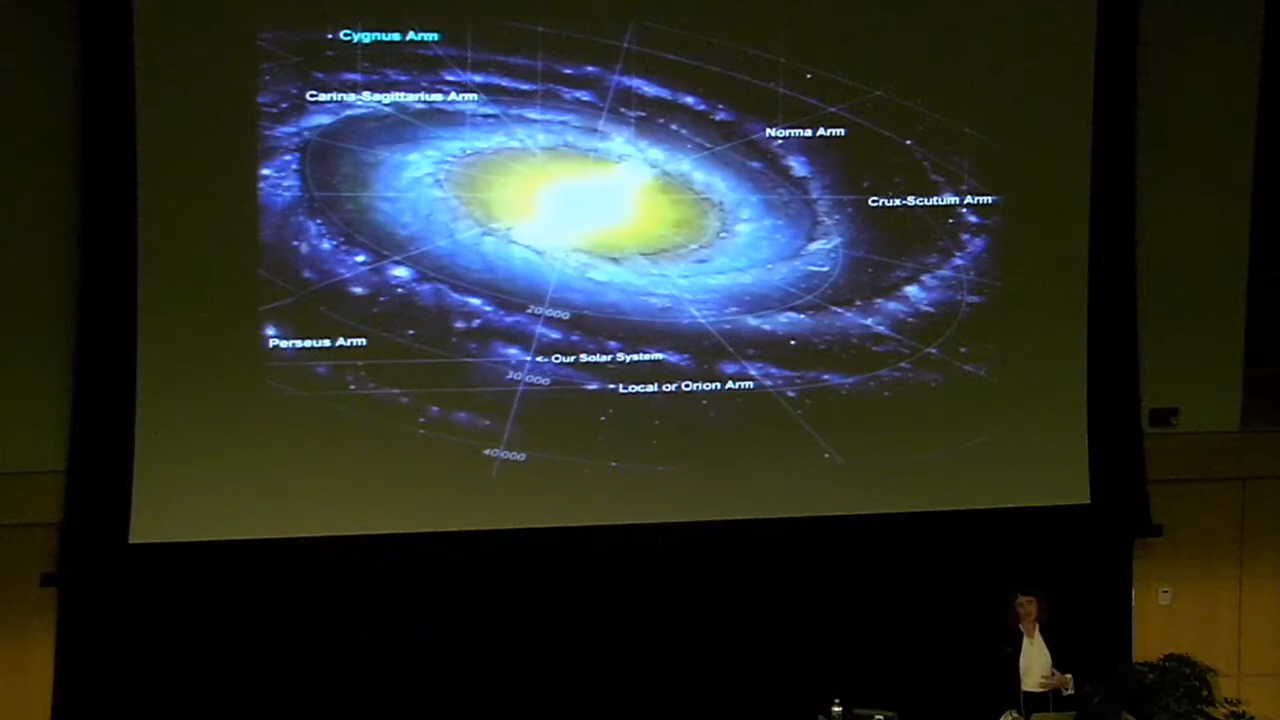 Cygnus Arm
Carina-Sagittarius Arm
Norma Arm
Crux-Scutum Arm
20 000
Perseus Arm
<- Our Solar System
30 000
Local or Orion Arm
40 000